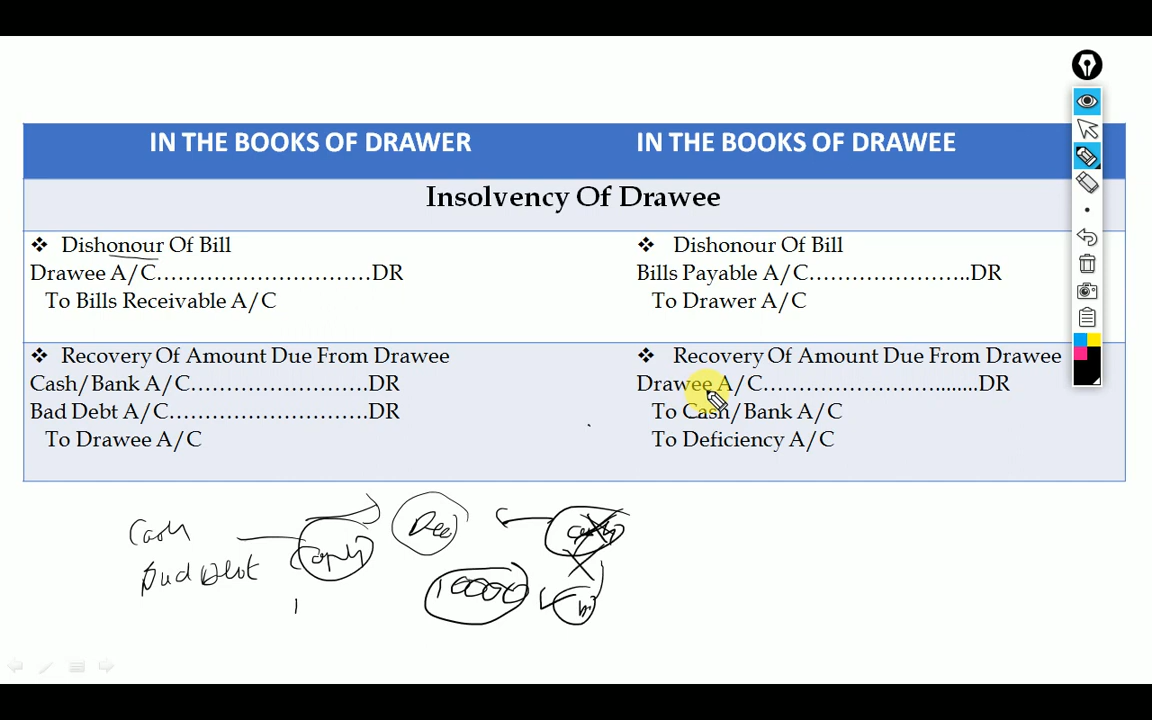 IN THE BOOKS OF DRAWER
IN THE BOOKS OF DRAWEE
Insolvency Of Drawee
❖ Dishonour Of Bill
Drawee A/C…………………………DR
To Bills Receivable A/C
❖ Dishonour Of Bill
Bills Payable A/C…………………..DR
To Drawer A/C
❖ Recovery Of Amount Due From Drawee
Cash/Bank A/C…………………….DR
Bad Debt A/C……………………….DR
To Drawee A/C
❖ Recovery Of Amount Due From Drawee
Drawee A/C……………………........DR
To Cash/Bank A/C
To Deficiency A/C
Cash
Bad Debt